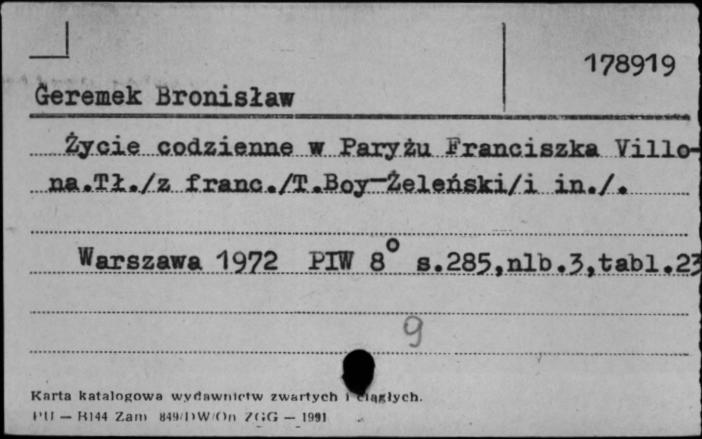 178919
Geremek Bronisław
Życie codzienne w Paryżu Franciszka Villo-
na.Tł./z franc./T.Boy-Żeleński/i in./.
Warszawa 1972 PIW 8° s.285,nlb.3,tabl.23
9
Karta katalogowa wydawnictw zwartych i ciągłych.
PU — B144 Zam 849/DW/On ZGG — 1991